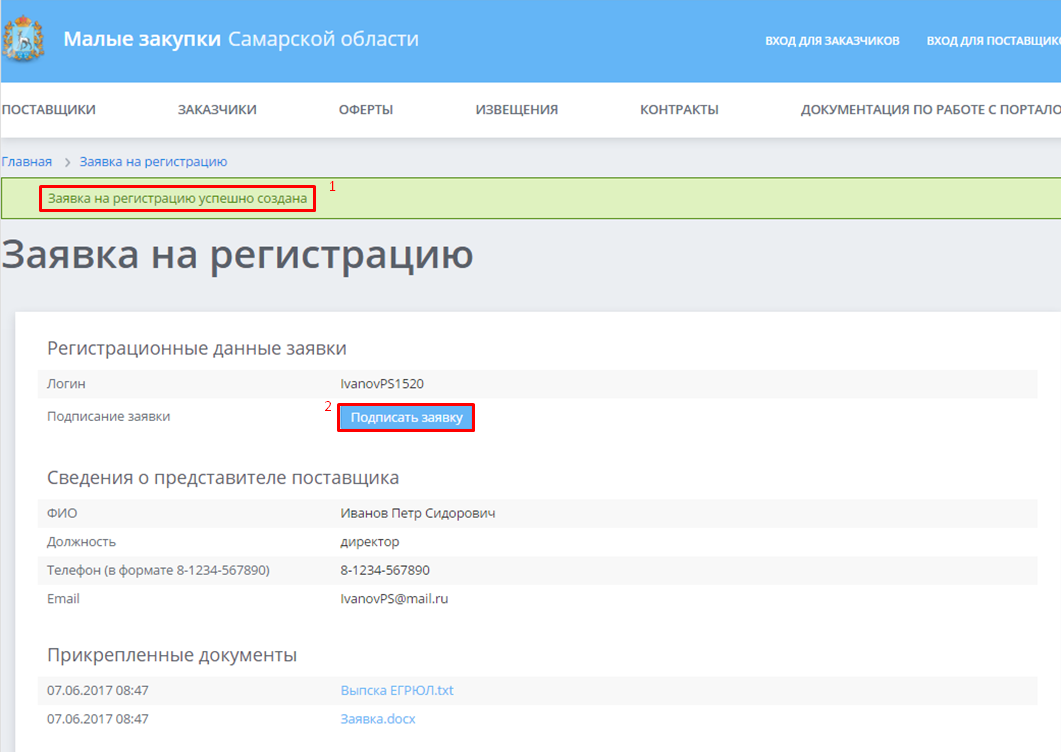 Малые закупки Самарской области
ВХОД ДЛЯ ЗАКАЗЧИКОВ ВХОД ДЛЯ ПОСТАВЩИКО
ПОСТАВЩИКИ ЗАКАЗЧИКИ ОФЕРТЫ ИЗВЕЩЕНИЯ КОНТРАКТЫ ДОКУМЕНТАЦИЯ ПО РАБОТЕ С ПОРТАЛО
Главная > Заявка на регистрацию
Заявка на регистрацию успешно создана 1
Заявка на регистрацию
Регистрационные данные заявки
Логин IvanovPS1520
Подписание заявки 2 Подписать заявку
Сведения о представителе поставщика
ФИО Иванов Петр Сидорович
Должность директор
Телефон (в формате 8-1234-567890) 8-1234-567890
Email IvanovPS@mail.ru
Прикрепленные документы
07.06.2017 08:47 Выпска ЕГРЮЛ.txt
07.06.2017 08:47 Заявка.docx